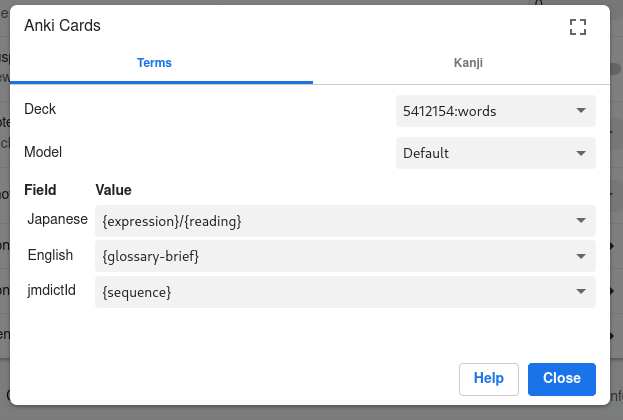 Anki Cards
Terms Kanji
Deck 5412154:words
Model Default
Field Value
Japanese {expression}/{reading}
English {glossary-brief}
jmdictId {sequence}
Help Close